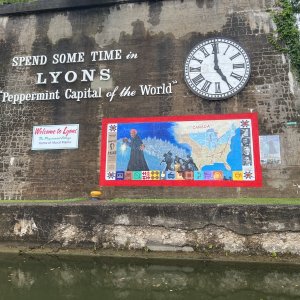 SPEND SOME TIME in
LYONS
"Peppermint Capital of the World"
Welcome to Lyons!
CANADA